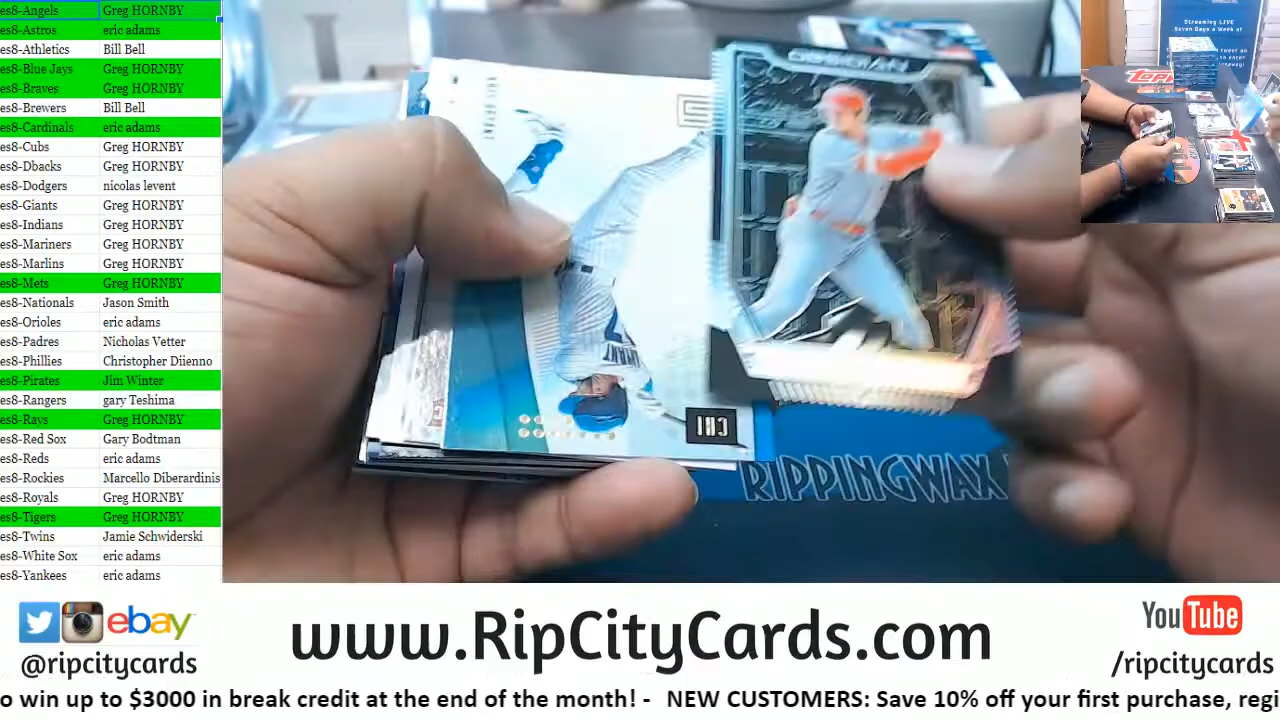 es8-Angels Greg HORNBY
es8-Astros eric adams
es8-Athletics Bill Bell
es8-Blue Jays Greg HORNBY
es8-Braves Greg HORNBY
es8-Brewers Bill Bell
es8-Cardinals eric adams
es8-Cubs Greg HORNBY
es8-Dbacks Greg HORNBY
es8-Dodgers nicolas levent
es8-Giants Greg HORNBY
es8-Indians Greg HORNBY
es8-Mariners Greg HORNBY
es8-Marlins Greg HORNBY
es8-Mets Greg HORNBY
es8-Nationals Jason Smith
es8-Orioles eric adams
es8-Padres Nicholas Vetter
es8-Phillies Christopher Diienno
es8-Pirates Jim Winter
es8-Rangers gary Teshima
es8-Rays Greg HORNBY
es8-Red Sox Gary Bodtman
es8-Reds eric adams
es8-Rockies Marcello Diberardinis
es8-Royals Greg HORNBY
es8-Tigers Greg HORNBY
es8-Twins Jamie Schwiderski
es8-White Sox eric adams
es8-Yankees eric adams
CHI
RIPPINGWAX
Streaming LIVE
Seven Days a Week at
TOPPS
ebay
@ripcitycards
www.RipCityCards.com
YouTube
/ripcitycards
o win up to $3000 in break credit at the end of the month! - NEW CUSTOMERS: Save 10% off your first purchase, regi